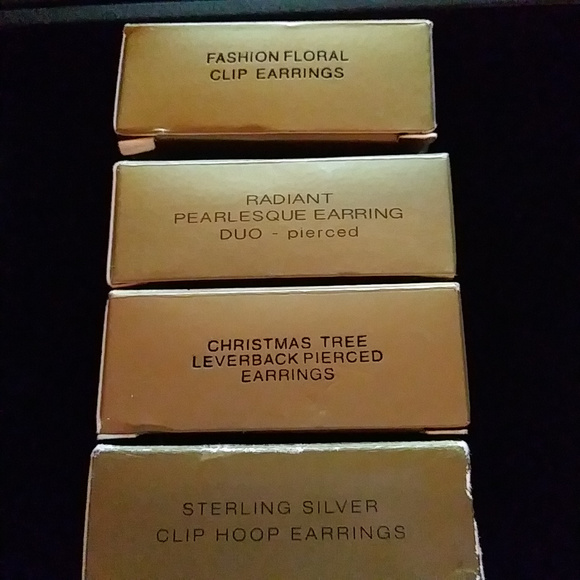 FASHION FLORAL
CLIP EARRINGS
RADIANT
PEARLESQUE EARRING
DUO - pierced
CHRISTMAS TREE
LEVERBACK PIERCED
EARRINGS
STERLING SILVER
CLIP HOOP EARRINGS